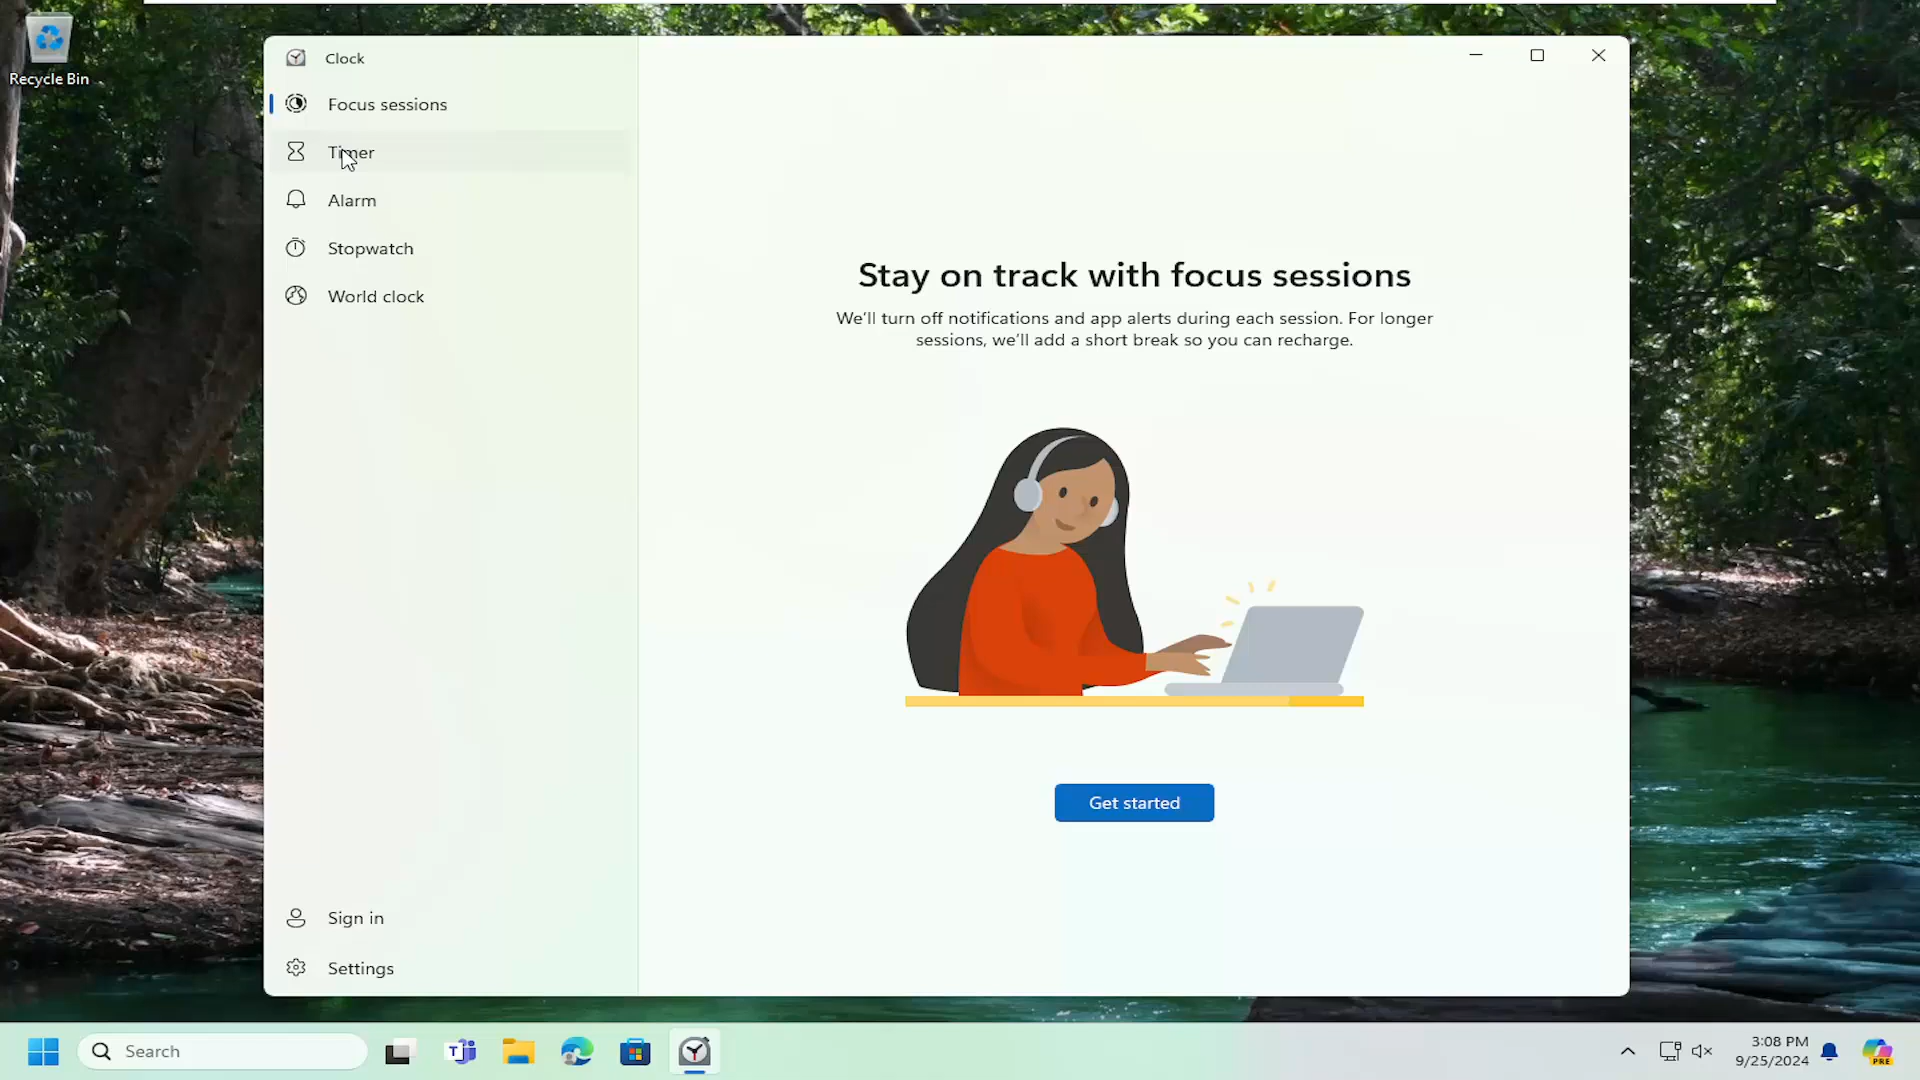 Recycle Bin
Clock
Focus sessions
Timer
Alarm
Stopwatch
World clock
Sign in
Settings
Stay on track with focus sessions
We'll turn off notifications and app alerts during each session. For longer
sessions, we'll add a short break so you can recharge.
Get started
Search
3:08 PM
9/25/2024
PRE